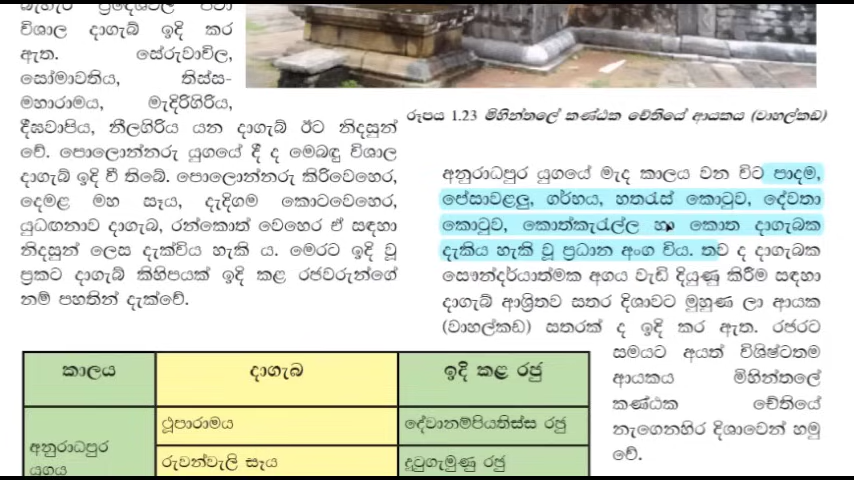 විශාල දාගැබ් ඉදි කර
ඇත. සේරුවාවිල,
සෝමාවතිය, තිස්ස-
මහාරාමය, මැදිරිගිරිය,
දීඝවාපිය, නීලගිරිය යන දාගැබ් ඊට නිදසුන්
වේ. පොලොන්නරු යුගයේ දී ද මෙබඳු විශාල
දාගැබ් ඉදි වී තිබේ. පොලොන්නරු කිරිවෙහෙර,
දෙමළ මහ සෑය, දැදිගම කොටවෙහෙර,
යුධඟනාව දාගැබ, රන්කොත් වෙහෙර ඒ සඳහා
නිදසුන් ලෙස දැක්විය හැකි ය. මෙරට ඉදි වූ
ප්‍රකට දාගැබ් කිහිපයක් ඉදි කළ රජවරුන්ගේ
නම් පහතින් දැක්වේ.
රූපය 1.23 මිහින්තලේ කණ්ඨක චේතියේ ආයකය (වාහල්කඩ)
අනුරාධපුර යුගයේ මැද කාලය වන විට පාදම,
පේසාවළලු, ගර්භය, හතරැස් කොටුව, දේවතා
කොටුව, කොත්කැරැල්ල හා කොත දාගැබක
දැකිය හැකි වූ ප්‍රධාන අංග විය. තව ද දාගැබක
සෞන්දර්යාත්මක අගය වැඩි දියුණු කිරීම සඳහා
දාගැබ් ආශ්‍රිතව සතර දිශාවට මුහුණ ලා ආයක
(වාහල්කඩ) සතරක් ද ඉදි කර ඇත. රජරට
සමයට අයත් විශිෂ්ටතම
ආයකය මිහින්තලේ
කණ්ඨක චේතියේ
නැගෙනහිර දිශාවෙන් හමු
වේ.
කාලය දාගැබ ඉදි කළ රජු
ථූපාරාමය දේවානම්පියතිස්ස රජු
අනුරාධපුර
යුගය
රුවන්වැලි සෑය දුටුගැමුණු රජු